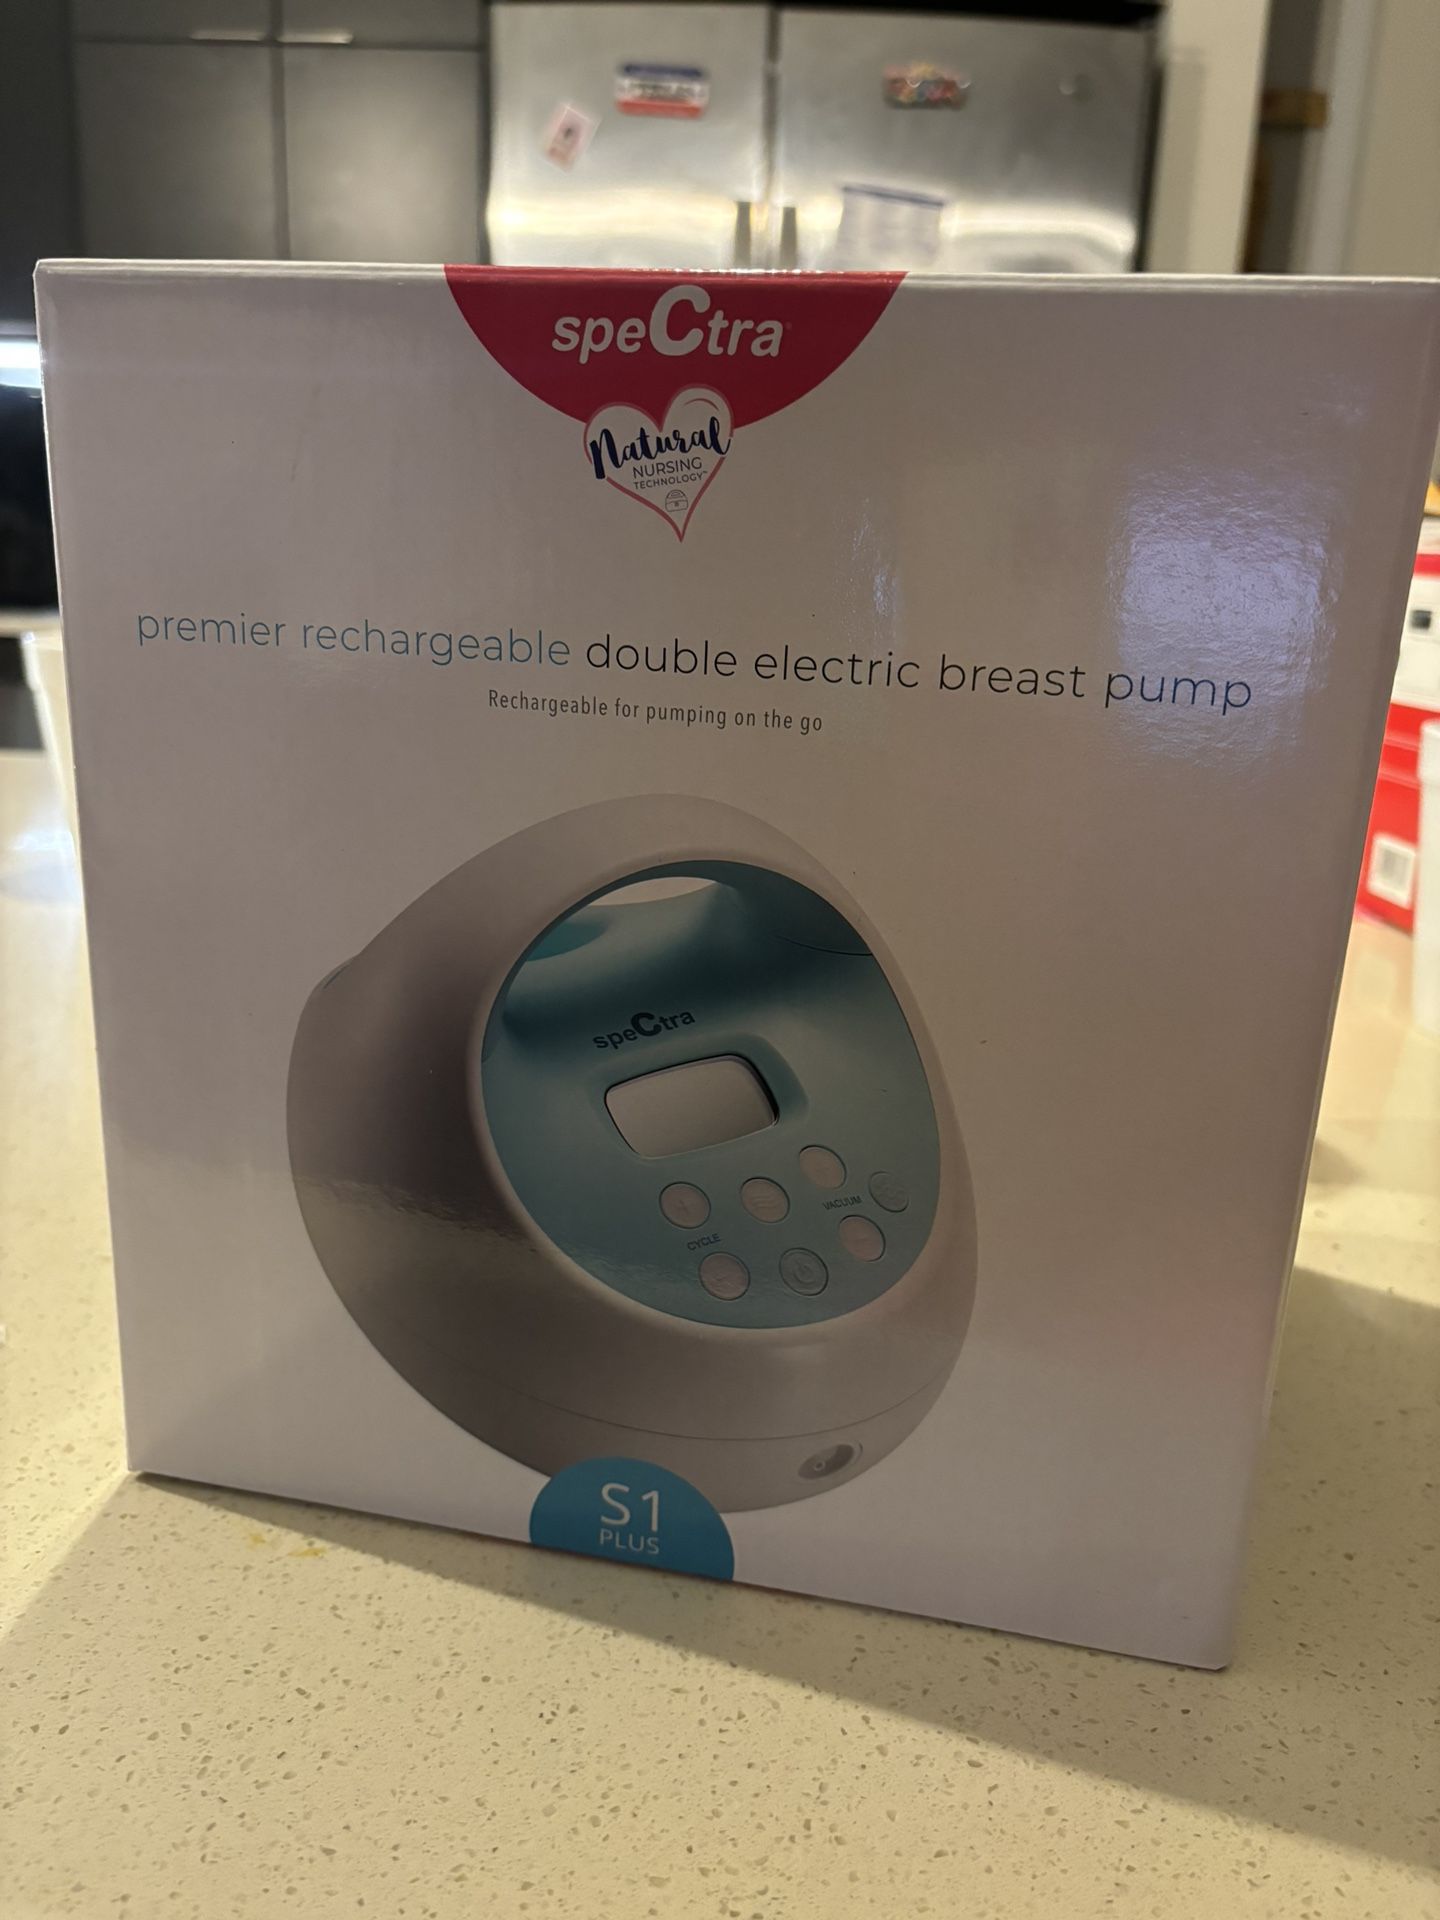 speCtra
Natural
NURSING
TECHNOLOGY™
premier rechargeable double electric breast pump
Rechargeable for pumping on the go
speCtra
VACUUM
CYCLE
S1
PLUS